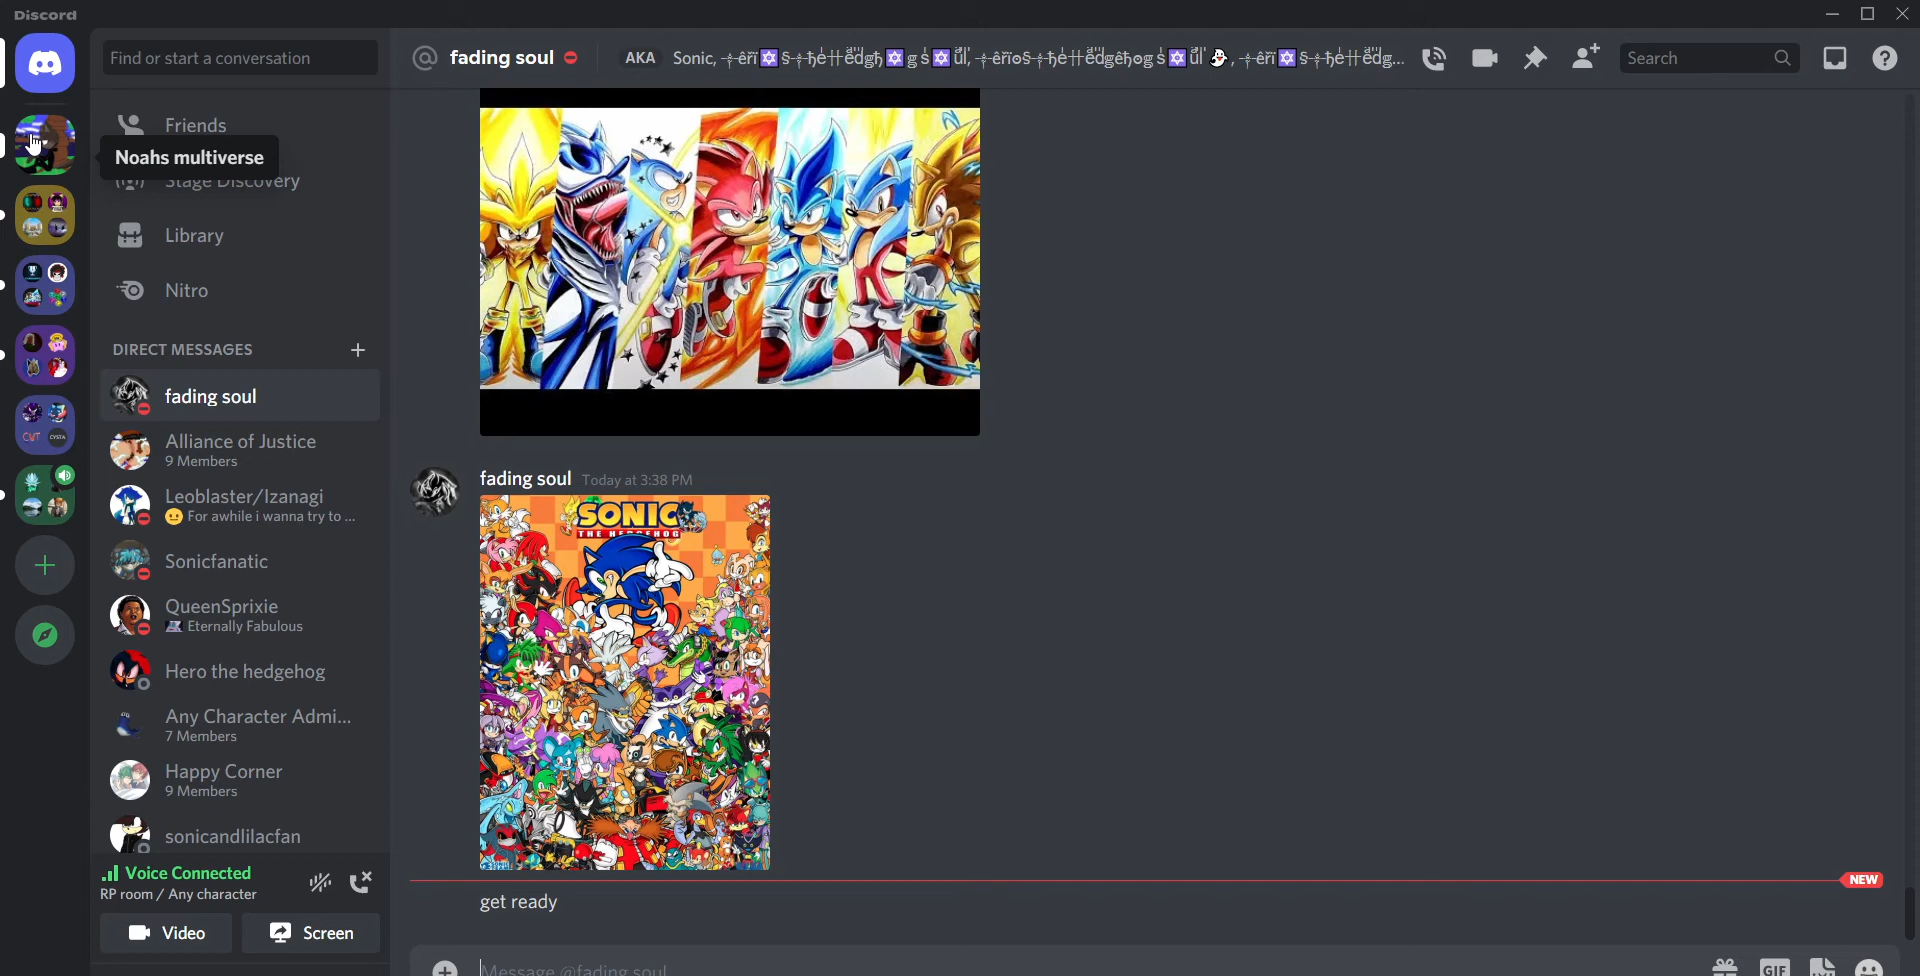 Discord
Find or start a conversation
fading soul
AKA
Sonic,
Search
Friends
Noahs multiverse
Stage Discovery
Library
Nitro
DIRECT MESSAGES
fading soul
Alliance of Justice
9 Members
Leoblaster/Izanagi
For awhile i wanna try to ...
Sonicfanatic
QueenSprixie
Eternally Fabulous
Hero the hedgehog
Any Character Admi...
7 Members
Happy Corner
9 Members
sonicandlilacfan
Voice Connected
RP room / Any character
Video
Screen
fading soul Today at 3:38 PM
SONIC
THE HEDGEHOG
NEW
get ready
Message @fading soul
GIF